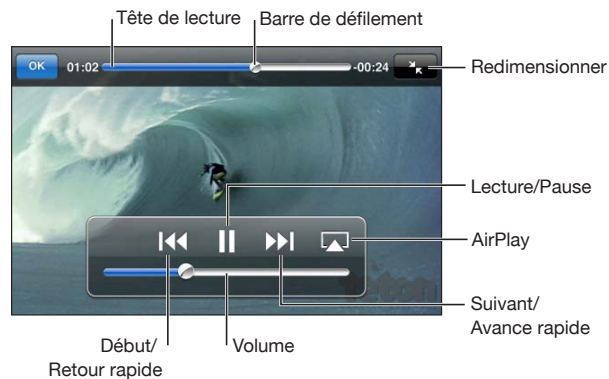 Tête de lecture
Barre de défilement
OK
01:02
-00:24
Redimensionner
Lecture/Pause
AirPlay
Suivant/
Avance rapide
Début/
Retour rapide
Volume